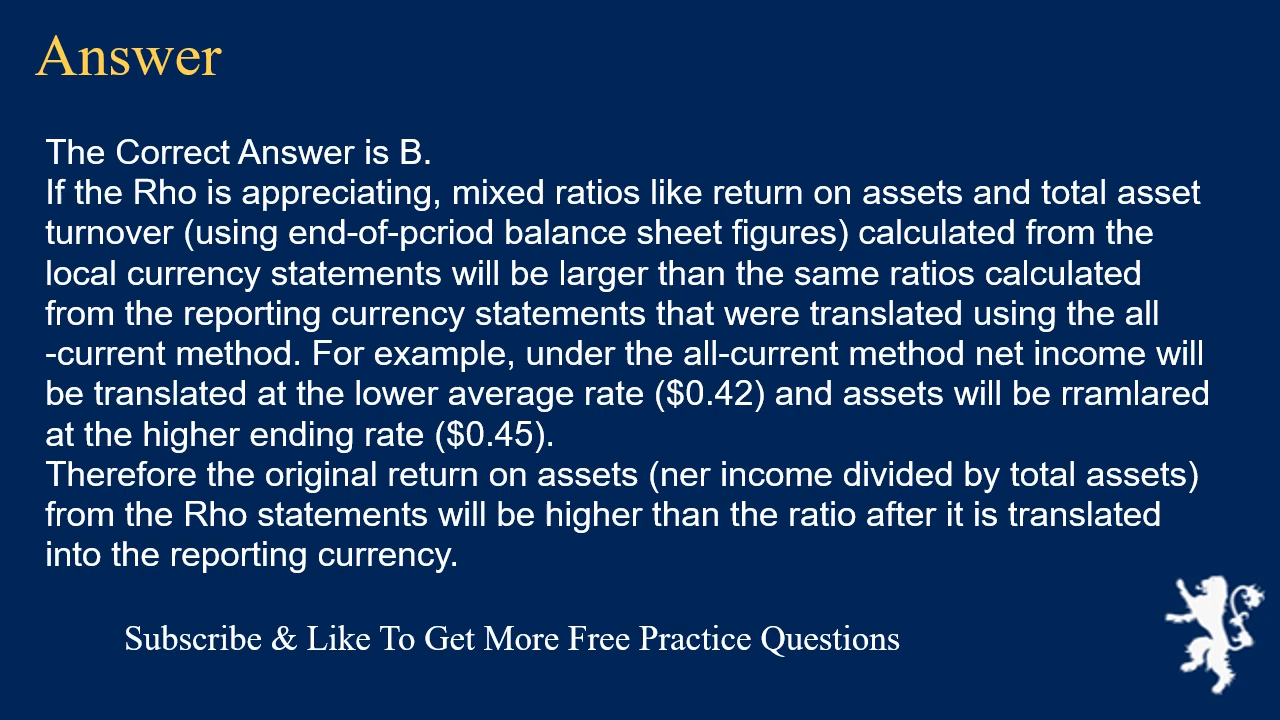 Answer
The Correct Answer is B.
If the Rho is appreciating, mixed ratios like return on assets and total asset
turnover (using end-of-pcriod balance sheet figures) calculated from the
local currency statements will be larger than the same ratios calculated
from the reporting currency statements that were translated using the all
-current method. For example, under the all-current method net income will
be translated at the lower average rate ($0.42) and assets will be rramlared
at the higher ending rate ($0.45).
Therefore the original return on assets (ner income divided by total assets)
from the Rho statements will be higher than the ratio after it is translated
into the reporting currency.
Subscribe & Like To Get More Free Practice Questions